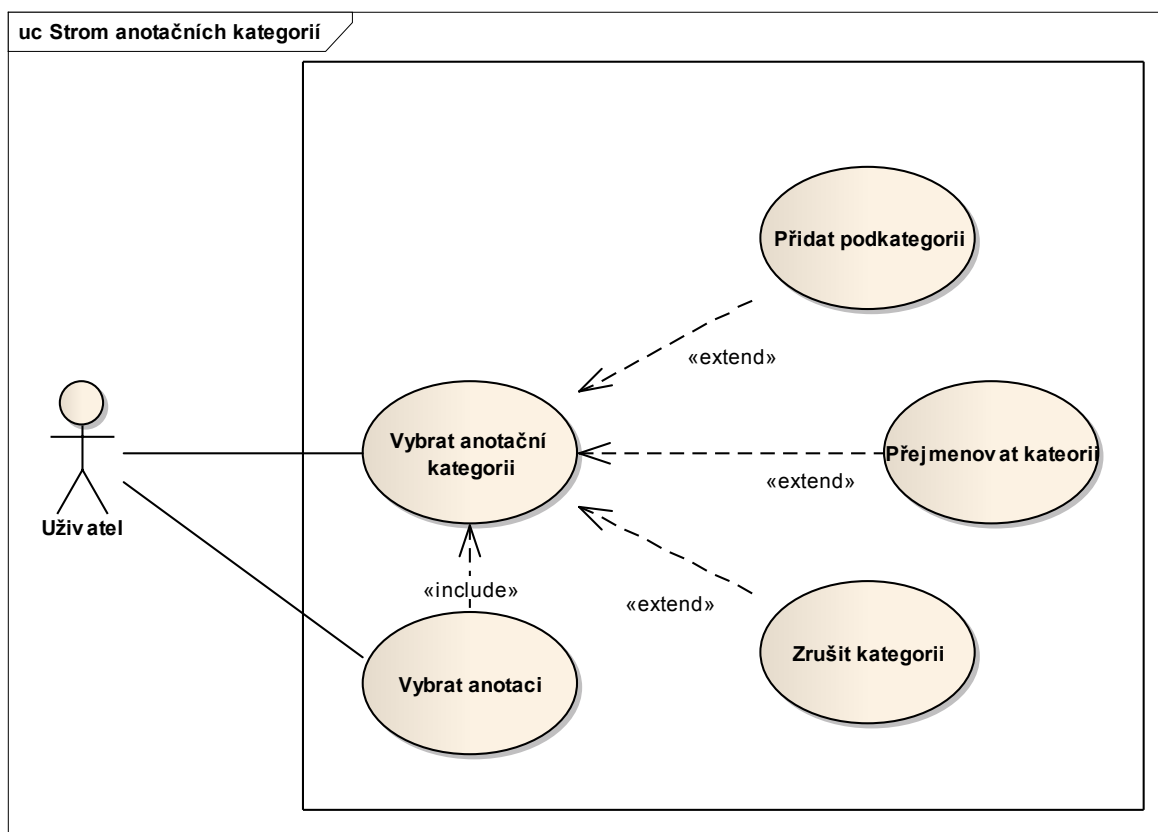 uc Strom anotačních kategorií
Přidat podkategorii
«extend»
Vybrat anotační
kategorii
Přejmenovat kateorii
«extend»
Uživatel
«include»
«extend»
Zrušit kategorii
Vybrat anotaci